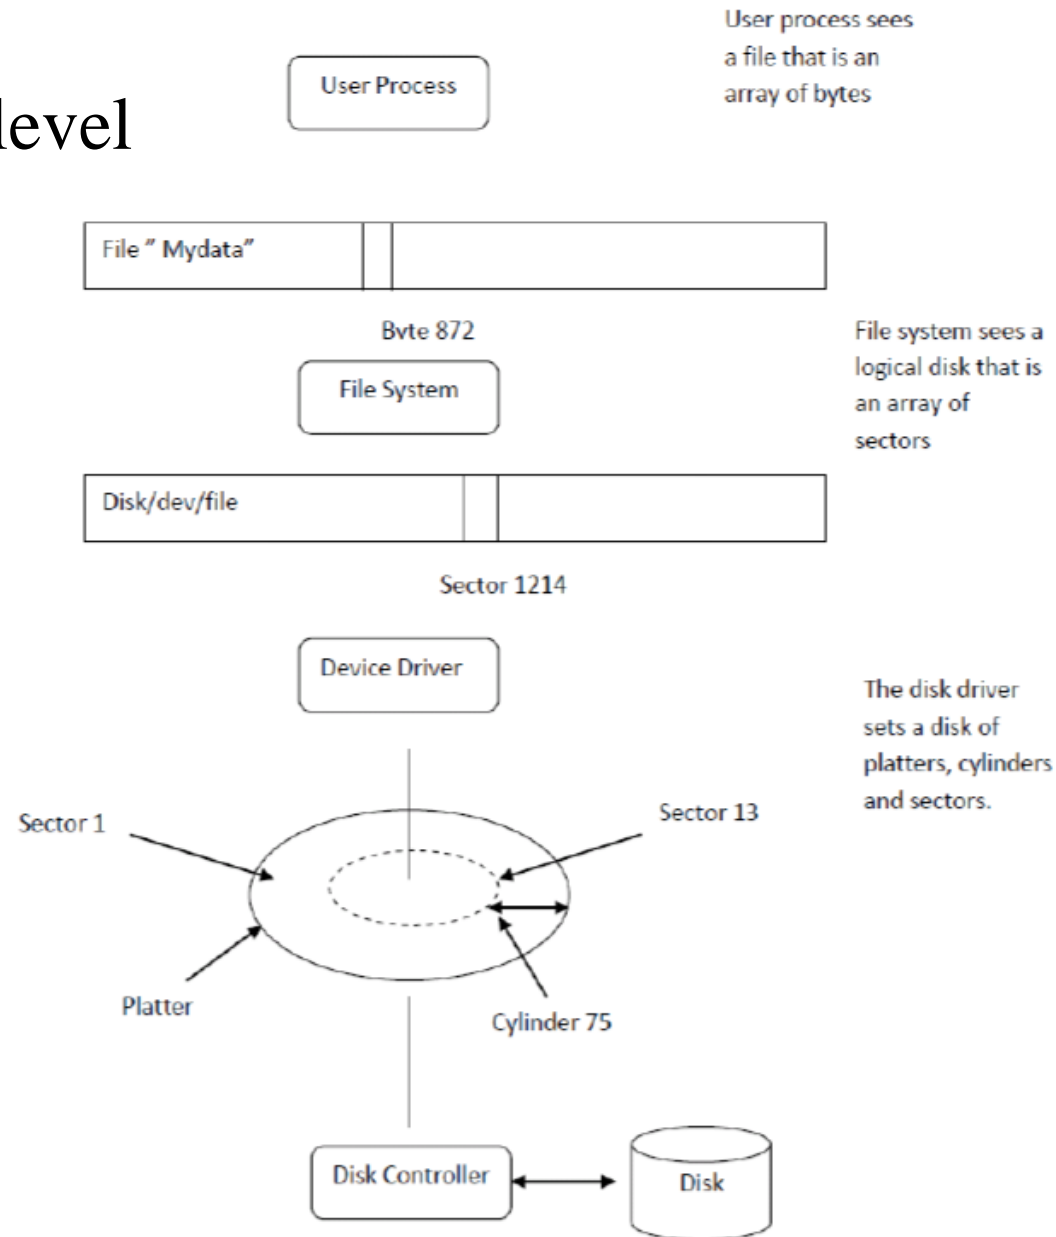 User process sees
a file that is an
array of bytes
User Process
level
File " Mydata"
Byte 872
File system sees a
logical disk that is
an array of
sectors
File System
Disk/dev/file
Sector 1214
Device Driver
The disk driver
sets a disk of
platters, cylinders
and sectors.
Sector 1
Sector 13
Platter
Cylinder 75
Disk Controller
Disk